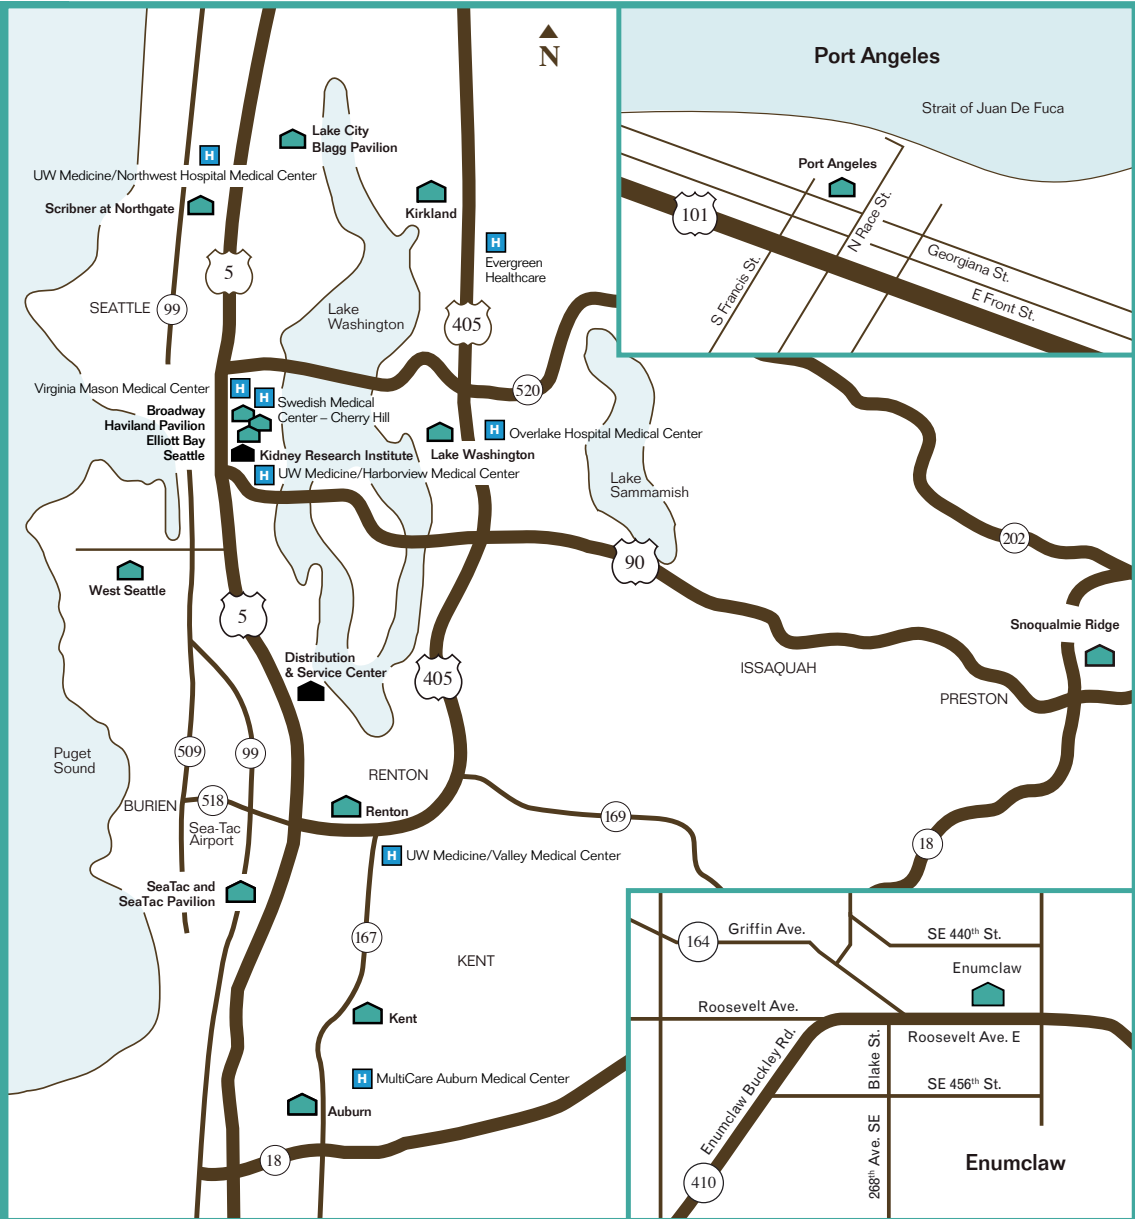 N
Port Angeles
Strait of Juan De Fuca
Port Angeles
101
N Race St.
S Francis St.
Georgiana St.
E Front St.
Lake City
Blagg Pavilion
H
UW Medicine/Northwest Hospital Medical Center
Scribner at Northgate
Kirkland
H
Evergreen
Healthcare
5
SEATTLE
99
Lake
Washington
405
520
Virginia Mason Medical Center
H
H
Swedish Medical
Center – Cherry Hill
Broadway
Haviland Pavilion
Elliott Bay
Seattle
H
Overlake Hospital Medical Center
Lake Washington
Kidney Research Institute
H
UW Medicine/Harborview Medical Center
Lake
Sammamish
202
90
West Seattle
5
Snoqualmie Ridge
Distribution
& Service Center
405
ISSAQUAH
PRESTON
Puget
Sound
509
99
RENTON
BURIEN
518
Renton
169
Sea-Tac
Airport
18
H
UW Medicine/Valley Medical Center
SeaTac and
SeaTac Pavilion
167
KENT
Kent
H
MultiCare Auburn Medical Center
Auburn
18
164
Griffin Ave.
SE 440th St.
Enumclaw
Roosevelt Ave.
Roosevelt Ave. E
Enumclaw Buckley Rd.
Blake St.
SE 456th St.
268th Ave. SE
Enumclaw
410